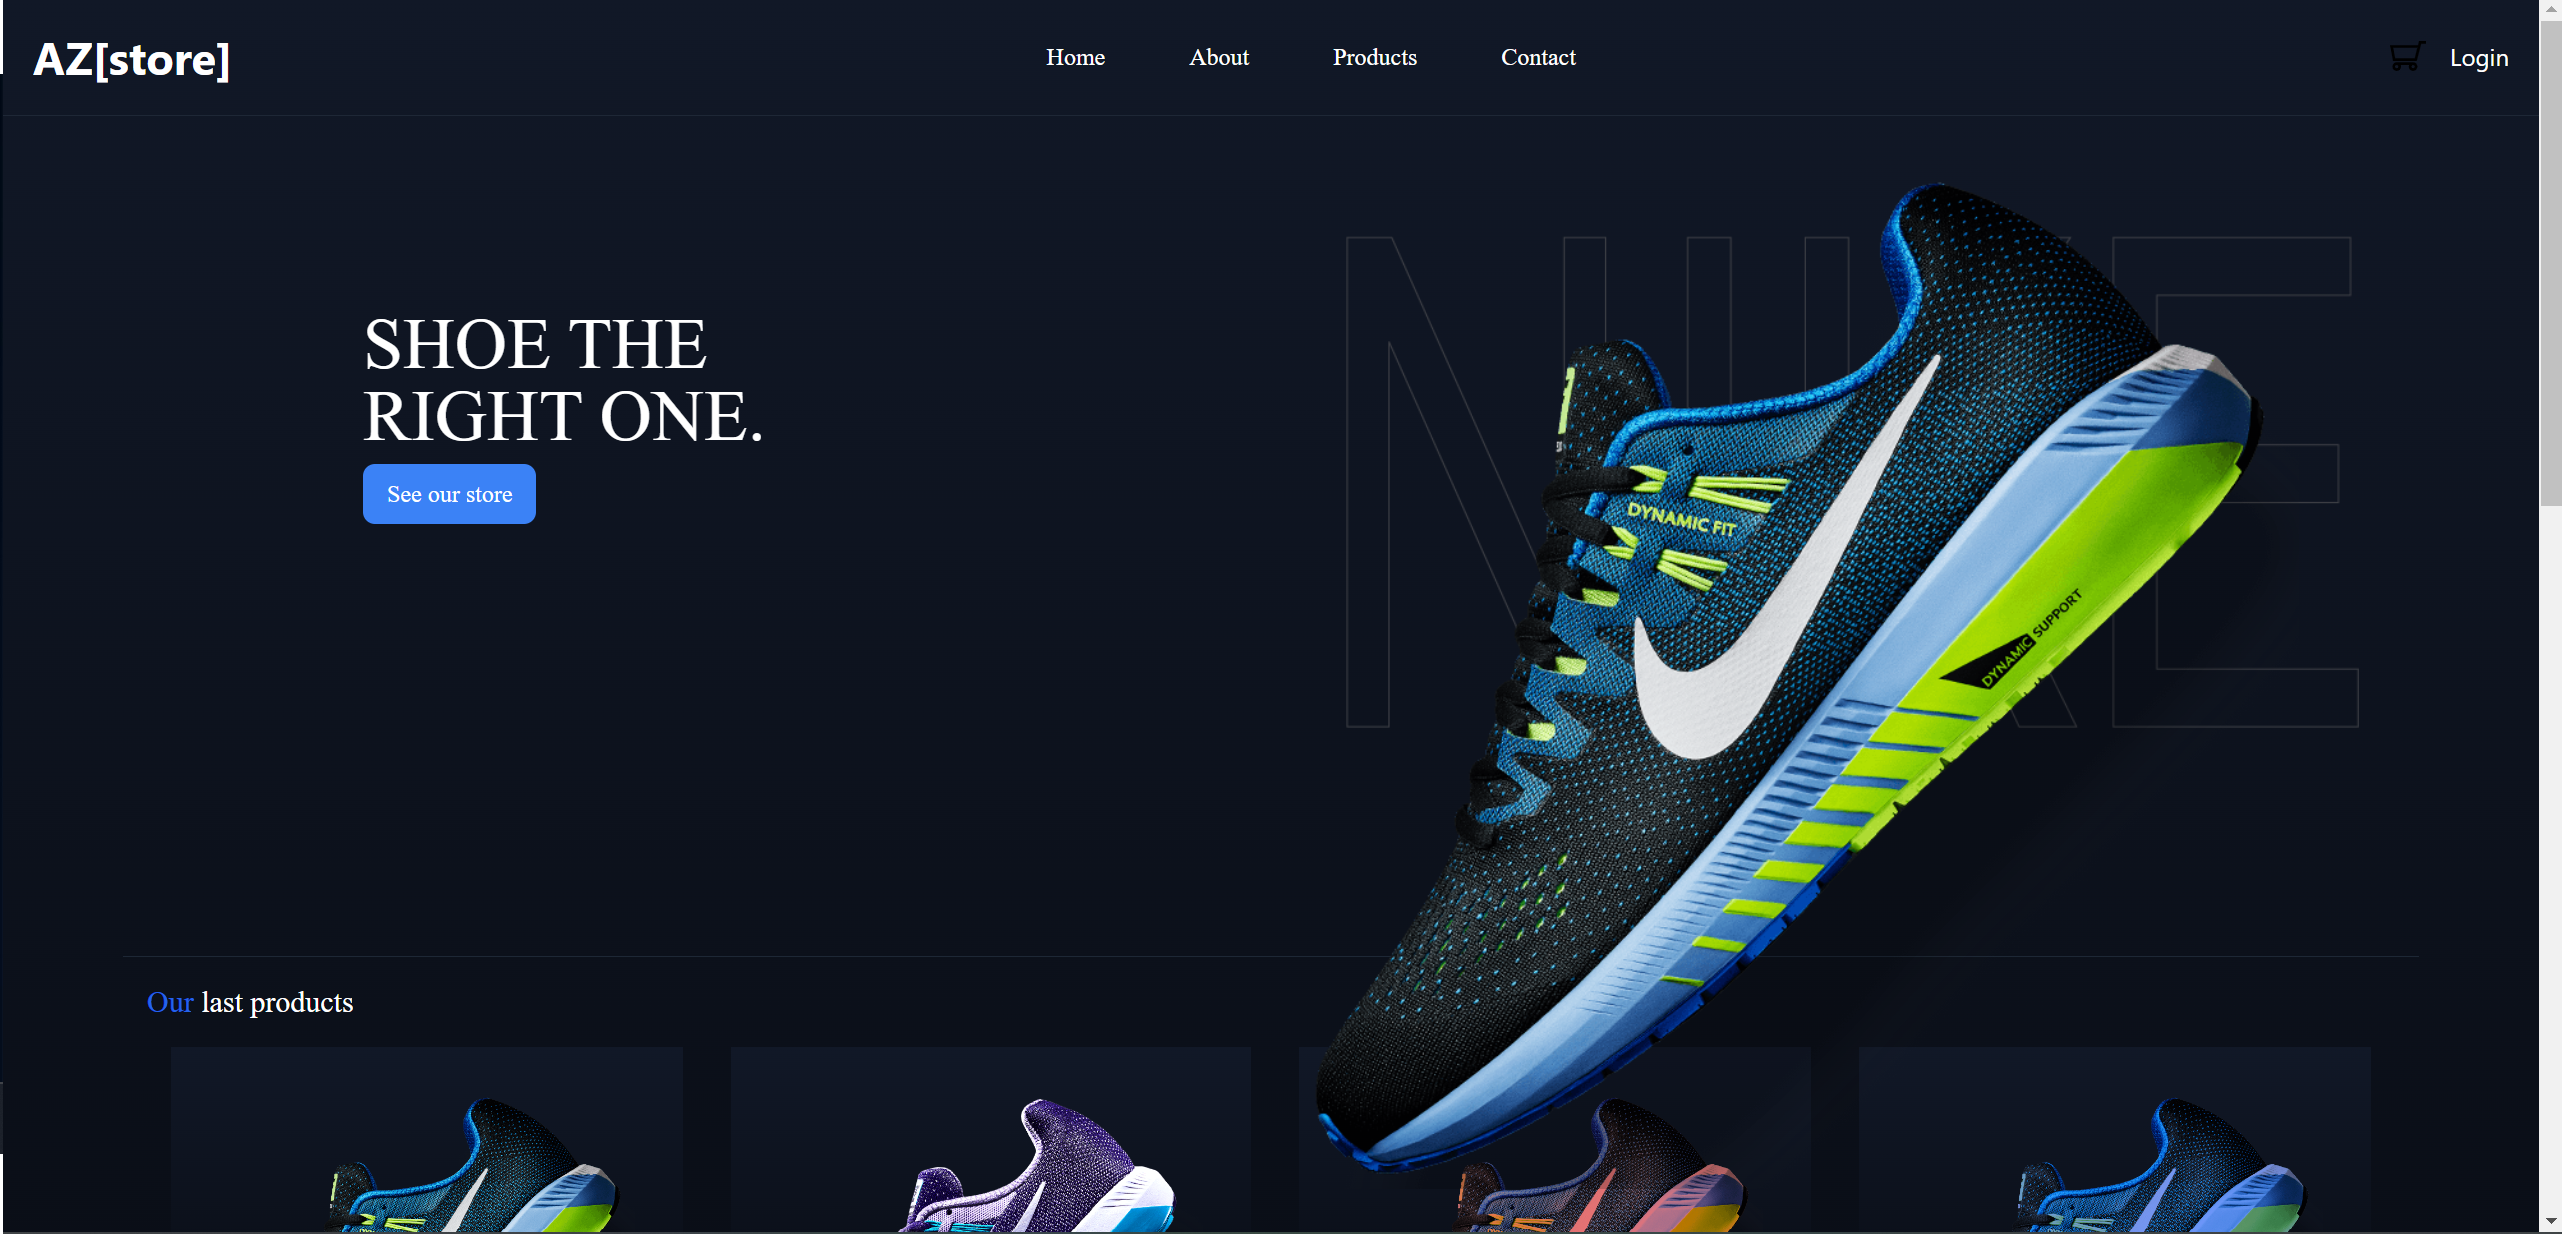 AZ[store]
Home
About
Products
Contact
Login
NIKE
SHOE THE
RIGHT ONE.
See our store
DYNAMIC FIT
DYNAMIC SUPPORT
Our last products